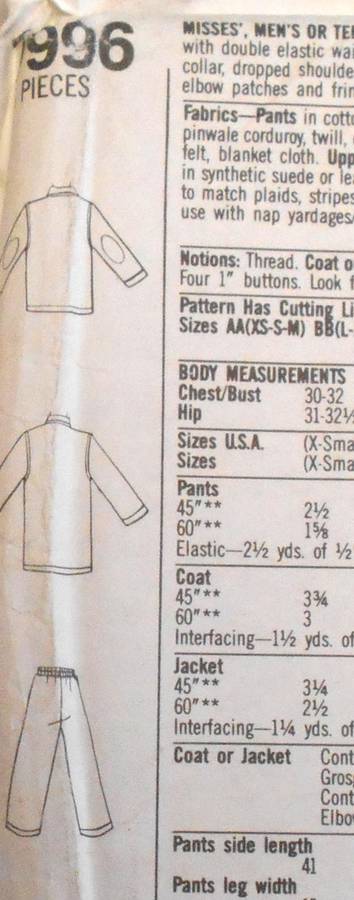 996
PIECES
MISSES', MEN'S OR TE
with double elastic wai
collar, dropped shoulde
elbow patches and frin
Fabrics—Pants in cott
pinwale corduroy, twill,
felt, blanket cloth. Upp
in synthetic suede or le
to match plaids, stripes
use with nap yardages
Notions: Thread. Coat o
Four 1" buttons. Look f
Pattern Has Cutting Li
Sizes AA(XS-S-M) BB(L-
BODY MEASUREMENTS
Chest/Bust 30-32
Hip 31-32½
Sizes U.S.A. (X-Sma
Sizes (X-Sma
Pants
45"** 2½
60"** 1⅝
Elastic—2½ yds. of ½
Coat
45"** 3¾
60"** 3
Interfacing—1½ yds. of
Jacket
45"** 3¼
60"** 2½
Interfacing—1¼ yds. of
Coat or Jacket Cont
Gros
Cont
Elbo
Pants side length
41
Pants leg width